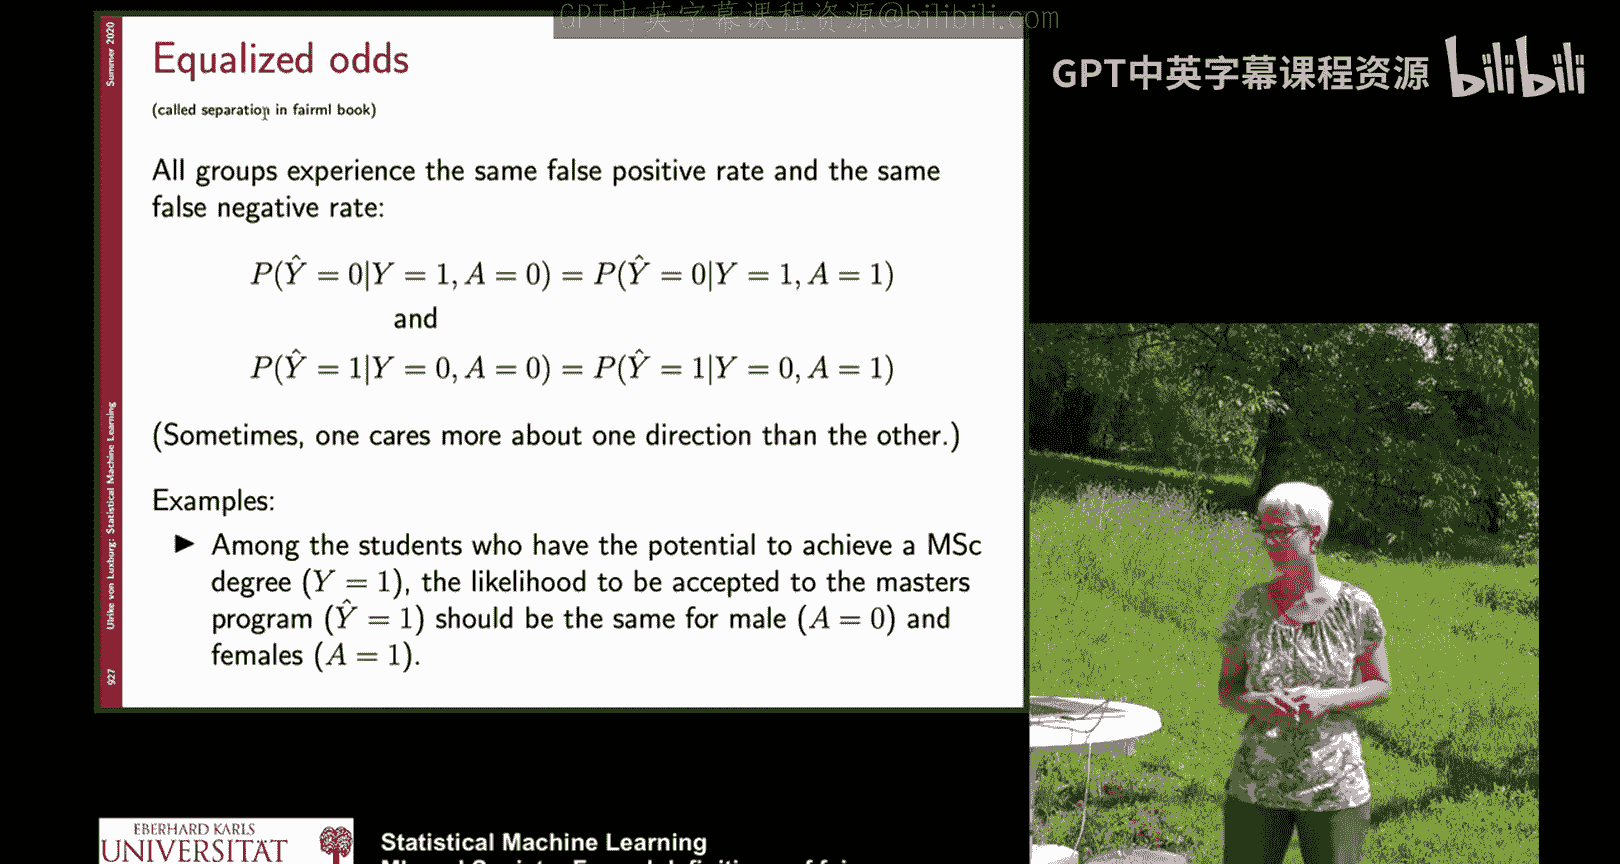 GPT中英字幕课程资源@bilibili.com
GPT中英字幕课程资源 bilibili
Summer 2020
Ulrike von Luxburg: Statistical Machine Learning
927
Equalized odds
(called separation in fairml book)
All groups experience the same false positive rate and the same
false negative rate:
P(Ŷ = 0|Y = 1, A = 0) = P(Ŷ = 0|Y = 1, A = 1)
and
P(Ŷ = 1|Y = 0, A = 0) = P(Ŷ = 1|Y = 0, A = 1)
(Sometimes, one cares more about one direction than the other.)
Examples:
► Among the students who have the potential to achieve a MSc
degree (Y = 1), the likelihood to be accepted to the masters
program (Ŷ = 1) should be the same for male (A = 0) and
females (A = 1).
EBERHARD KARLS
UNIVERSITÄT
Statistical Machine Learning